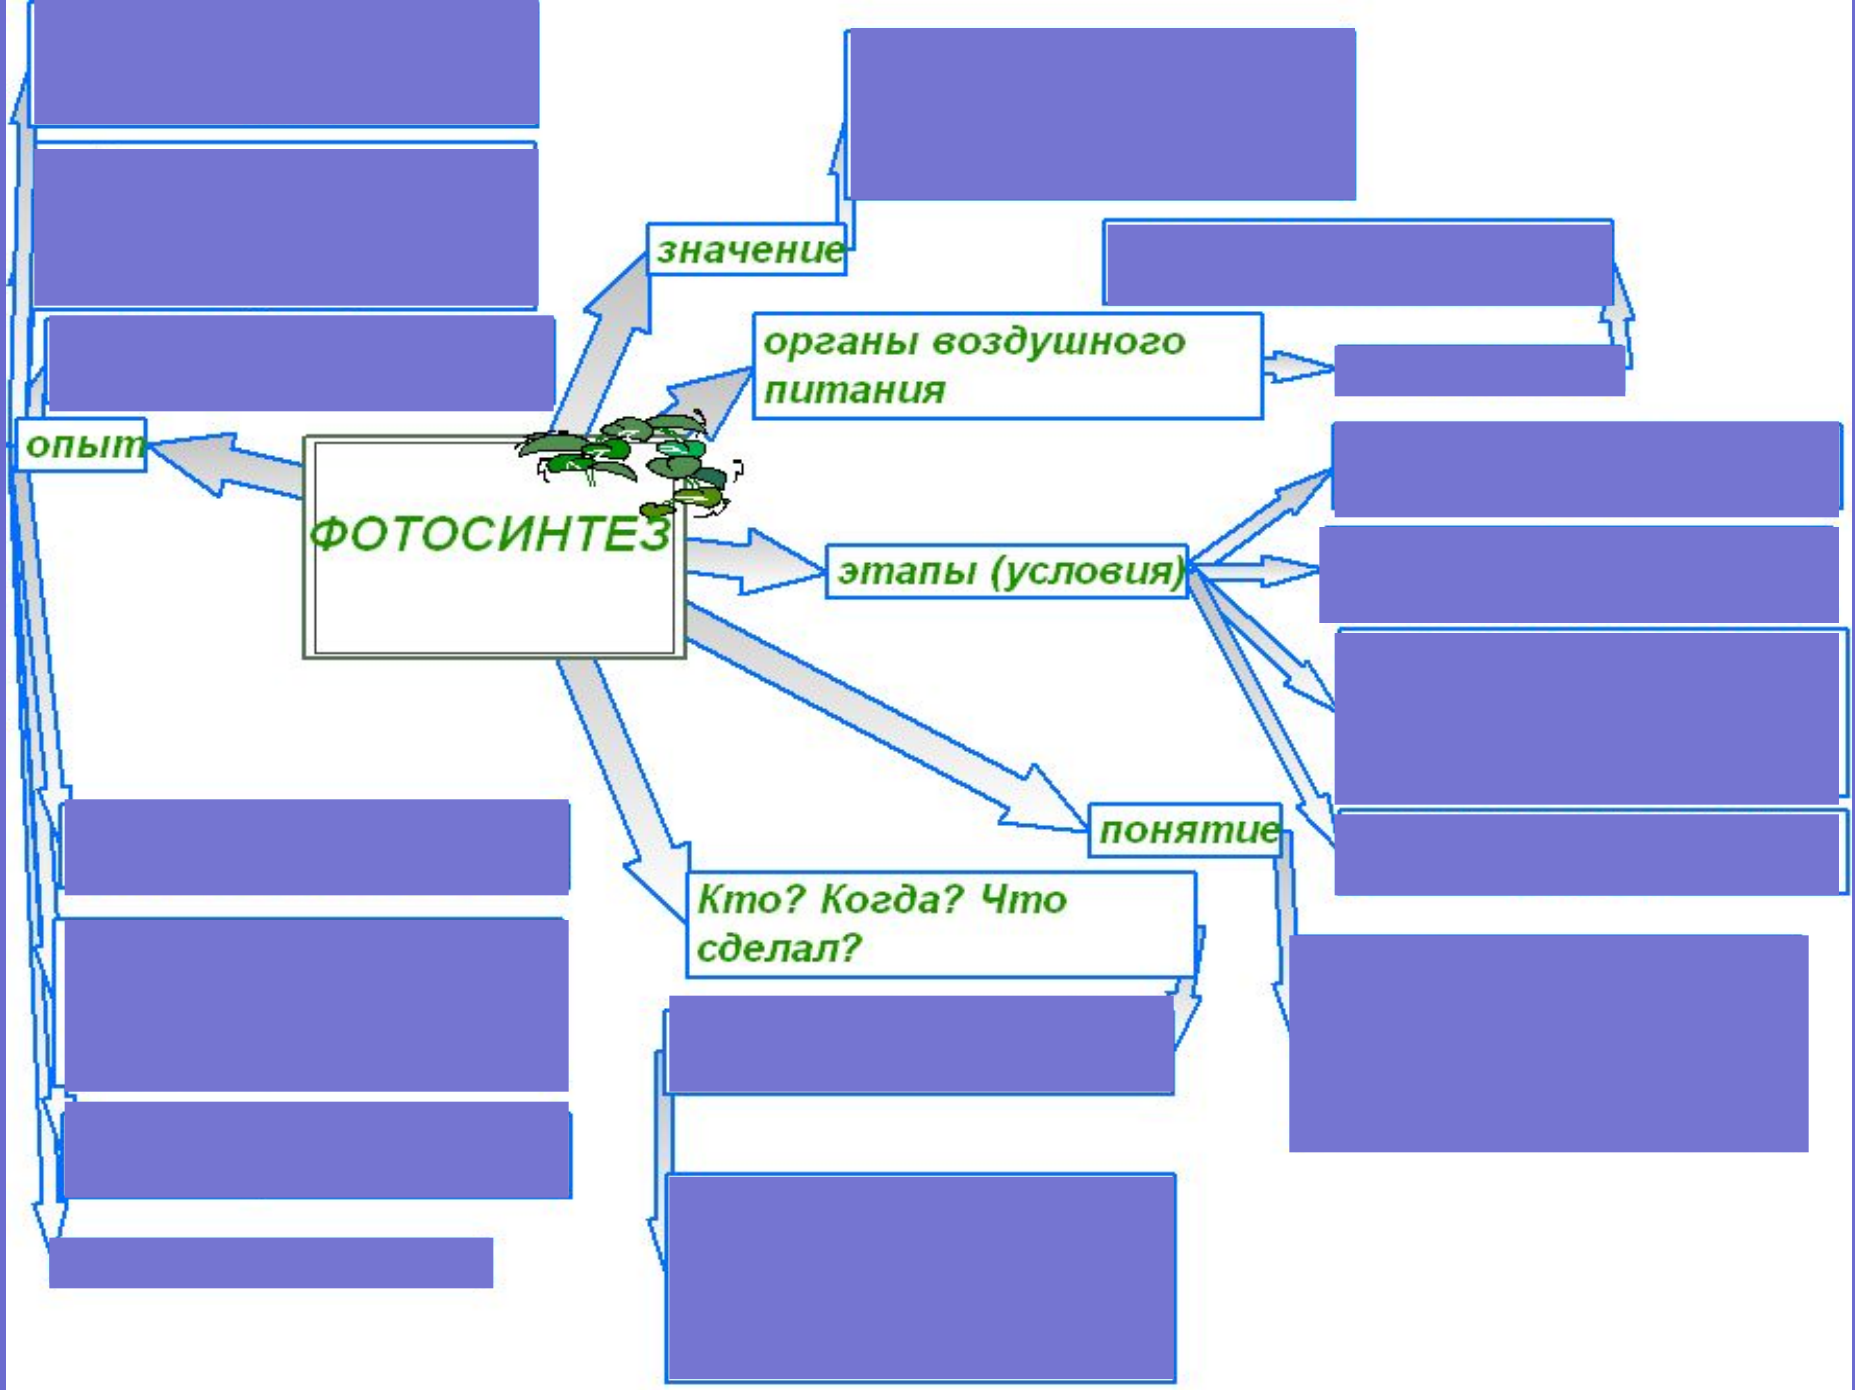 значение
органы воздушного
питания
опыт
ФОТОСИНТЕЗ
этапы (условия)
понятие
Кто? Когда? Что
сделал?